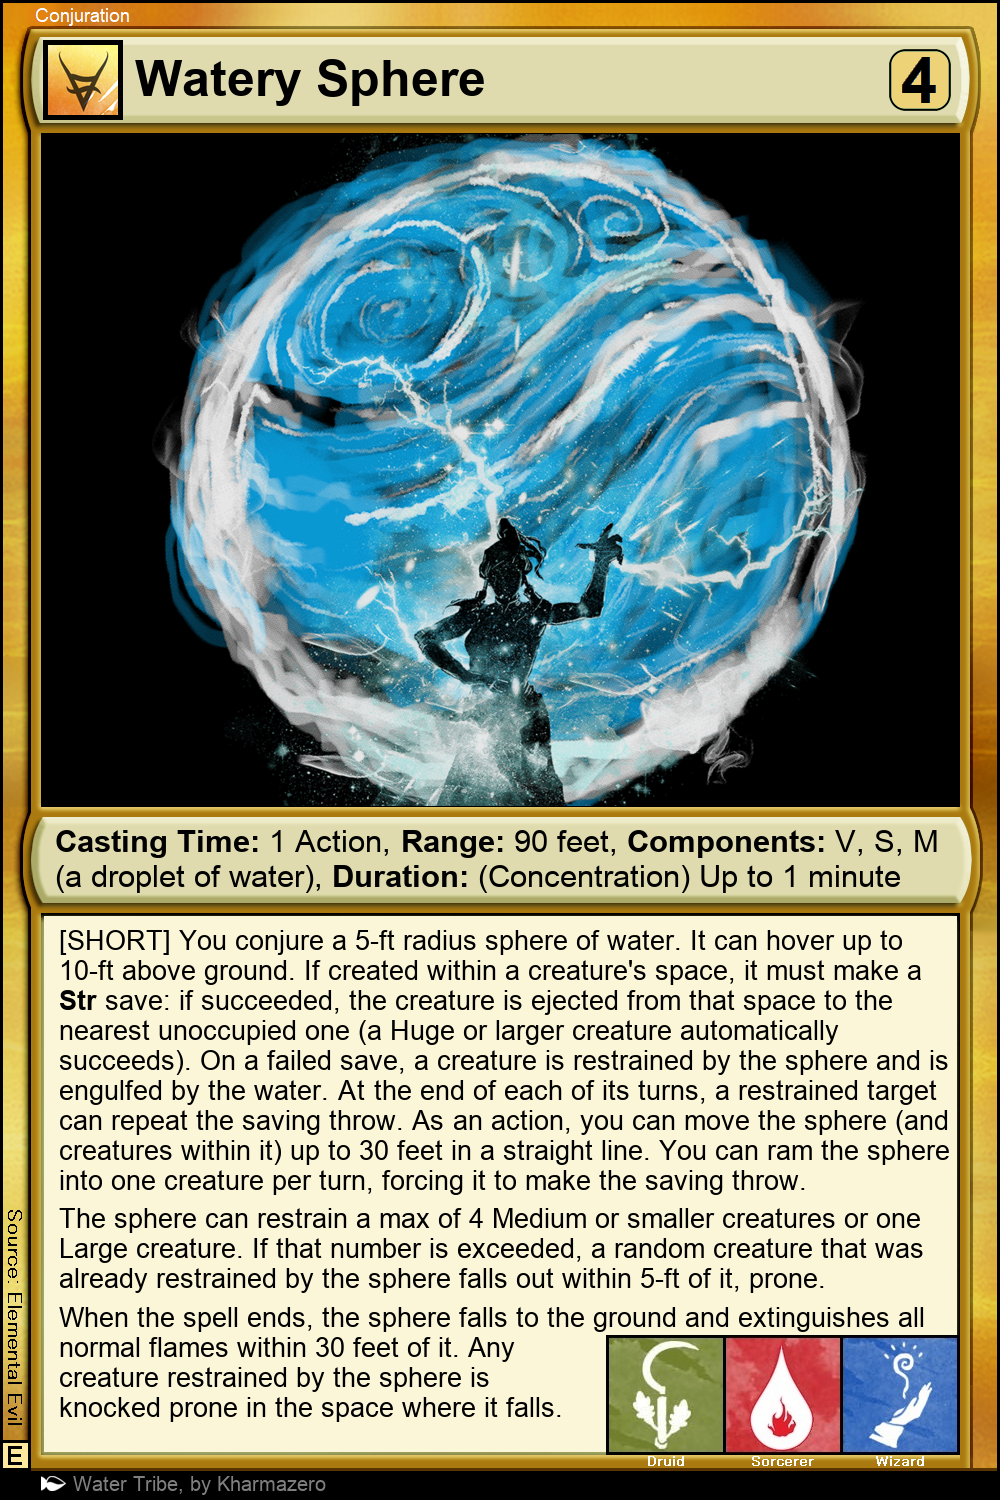 Conjuration
Watery Sphere
4
Casting Time: 1 Action, Range: 90 feet, Components: V, S, M
(a droplet of water), Duration: (Concentration) Up to 1 minute
[SHORT] You conjure a 5-ft radius sphere of water. It can hover up to
10-ft above ground. If created within a creature's space, it must make a
Str save: if succeeded, the creature is ejected from that space to the
nearest unoccupied one (a Huge or larger creature automatically
succeeds). On a failed save, a creature is restrained by the sphere and is
engulfed by the water. At the end of each of its turns, a restrained target
can repeat the saving throw. As an action, you can move the sphere (and
creatures within it) up to 30 feet in a straight line. You can ram the sphere
into one creature per turn, forcing it to make the saving throw.
The sphere can restrain a max of 4 Medium or smaller creatures or one
Large creature. If that number is exceeded, a random creature that was
already restrained by the sphere falls out within 5-ft of it, prone.
When the spell ends, the sphere falls to the ground and extinguishes all
normal flames within 30 feet of it. Any
creature restrained by the sphere is
knocked prone in the space where it falls.
Druid
Sorcerer
Wizard
Source: Elemental Evil
E
Water Tribe, by Kharmazero